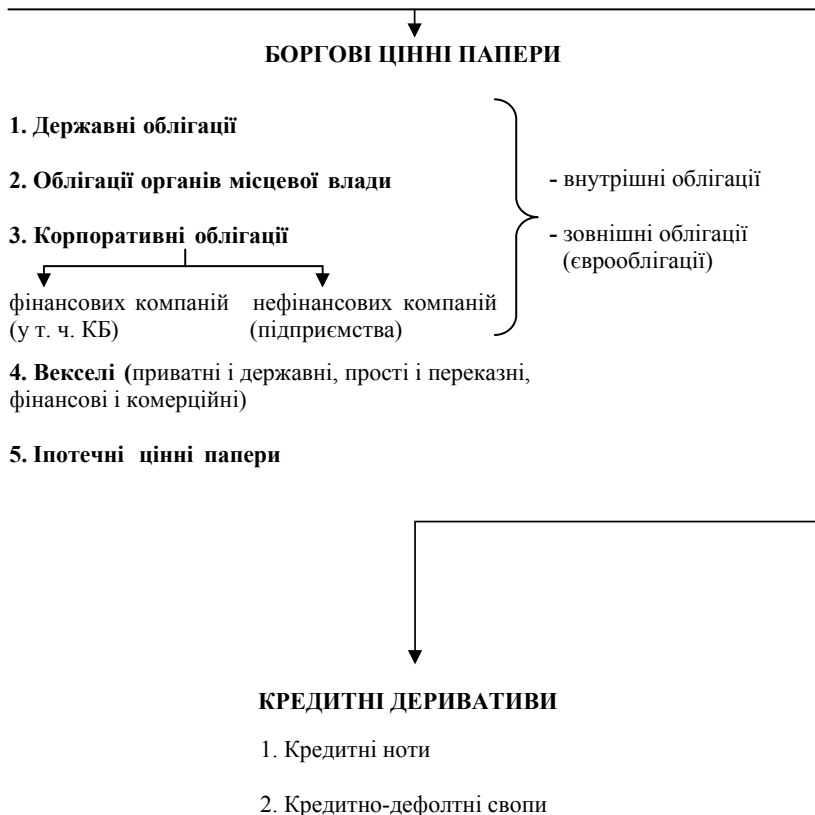 БОРГОВІ ЦІННІ ПАПЕРИ
1. Державні облігації
2. Облігації органів місцевої влади
3. Корпоративні облігації
фінансових компаній
(у т. ч. КБ)
нефінансових компаній
(підприємства)
- внутрішні облігації
- зовнішні облігації
(єврооблігації)
4. Векселі (приватні і державні, прості і переказні,
фінансові і комерційні)
5. Іпотечні цінні папери
КРЕДИТНІ ДЕРИВАТИВИ
1. Кредитні ноти
2. Кредитно-дефолтні свопи